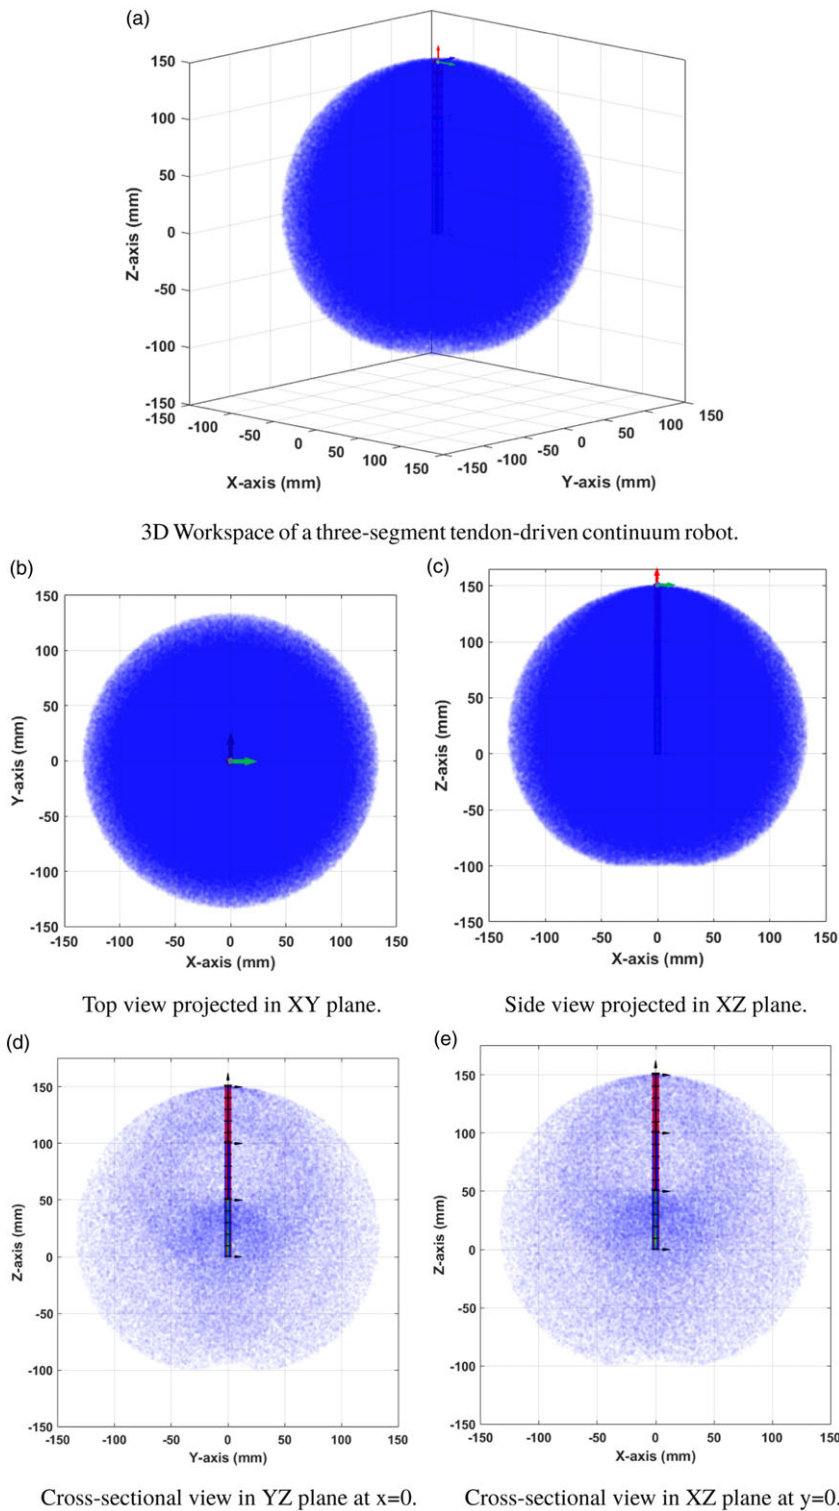 (a)
150
100
50
0
-50
-100
-150
Z-axis (mm)
-150
-100
-50
0
50
100
150
X-axis (mm)
-150
-100
-50
0
50
100
150
Y-axis (mm)
3D Workspace of a three-segment tendon-driven continuum robot.
(b)
150
100
50
0
-50
-100
-150
Y-axis (mm)
-150 -100 -50 0 50 100 150
X-axis (mm)
Top view projected in XY plane.
(c)
150
100
50
0
-50
-100
-150
Z-axis (mm)
-150 -100 -50 0 50 100 150
X-axis (mm)
Side view projected in XZ plane.
(d)
150
100
50
0
-50
-100
-150
Z-axis (mm)
-150 -100 -50 0 50 100 150
Y-axis (mm)
Cross-sectional view in YZ plane at x=0.
(e)
150
100
50
0
-50
-100
-150
Z-axis (mm)
-150 -100 -50 0 50 100 150
X-axis (mm)
Cross-sectional view in XZ plane at y=0